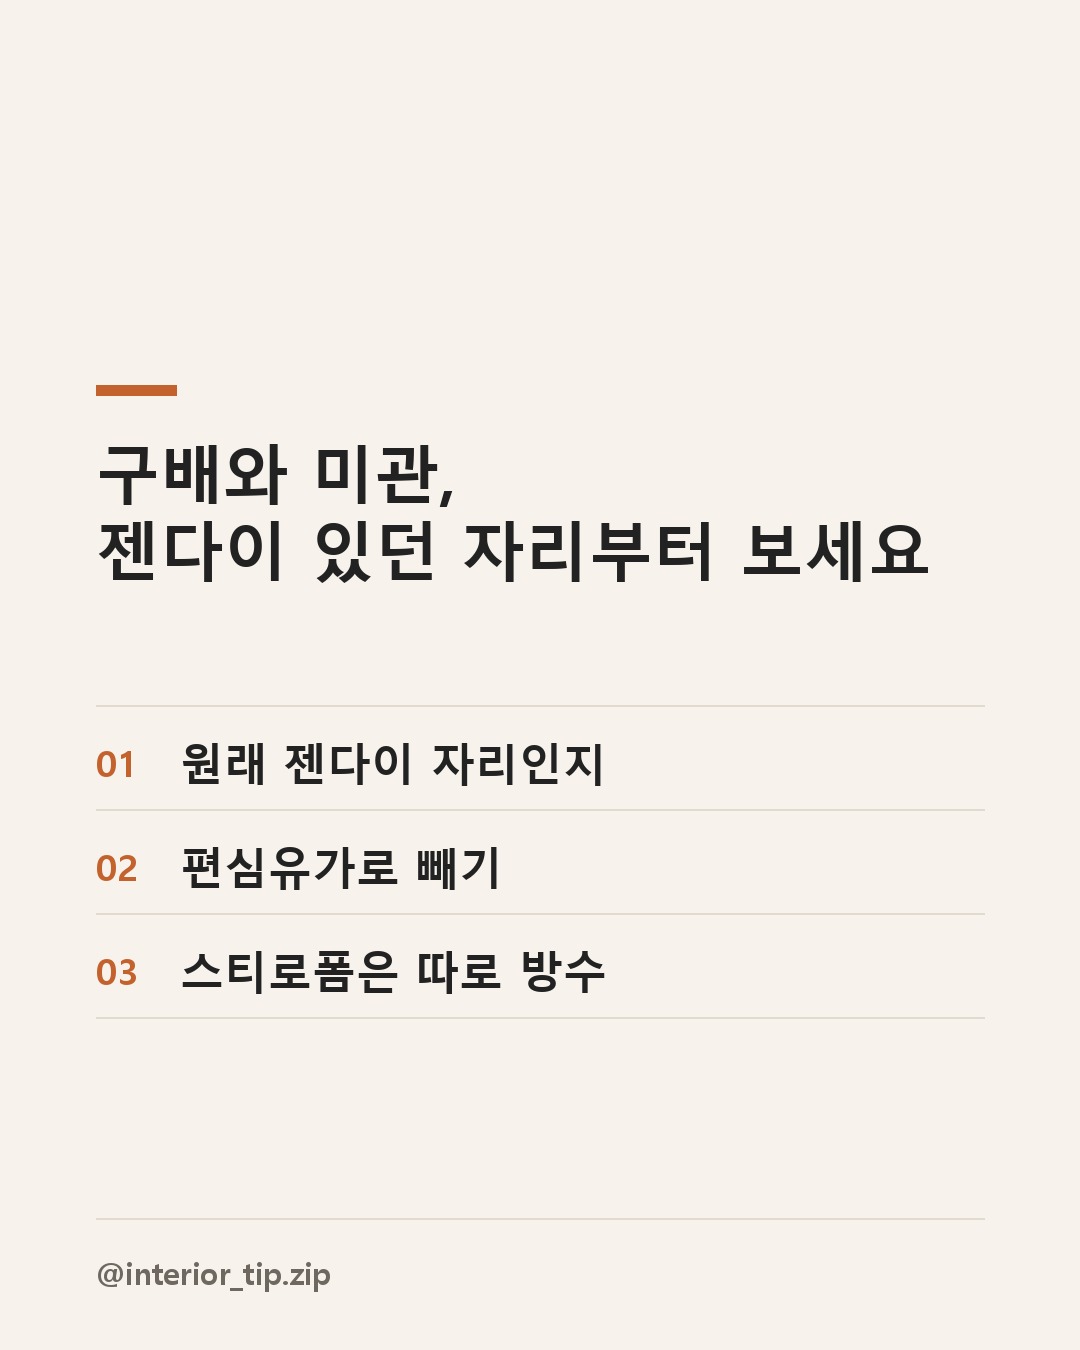 구배와 미관,
젠다이 있던 자리부터 보세요
01 원래 젠다이 자리인지
02 편심유가로 빼기
03 스티로폼은 따로 방수
@interior_tip.zip